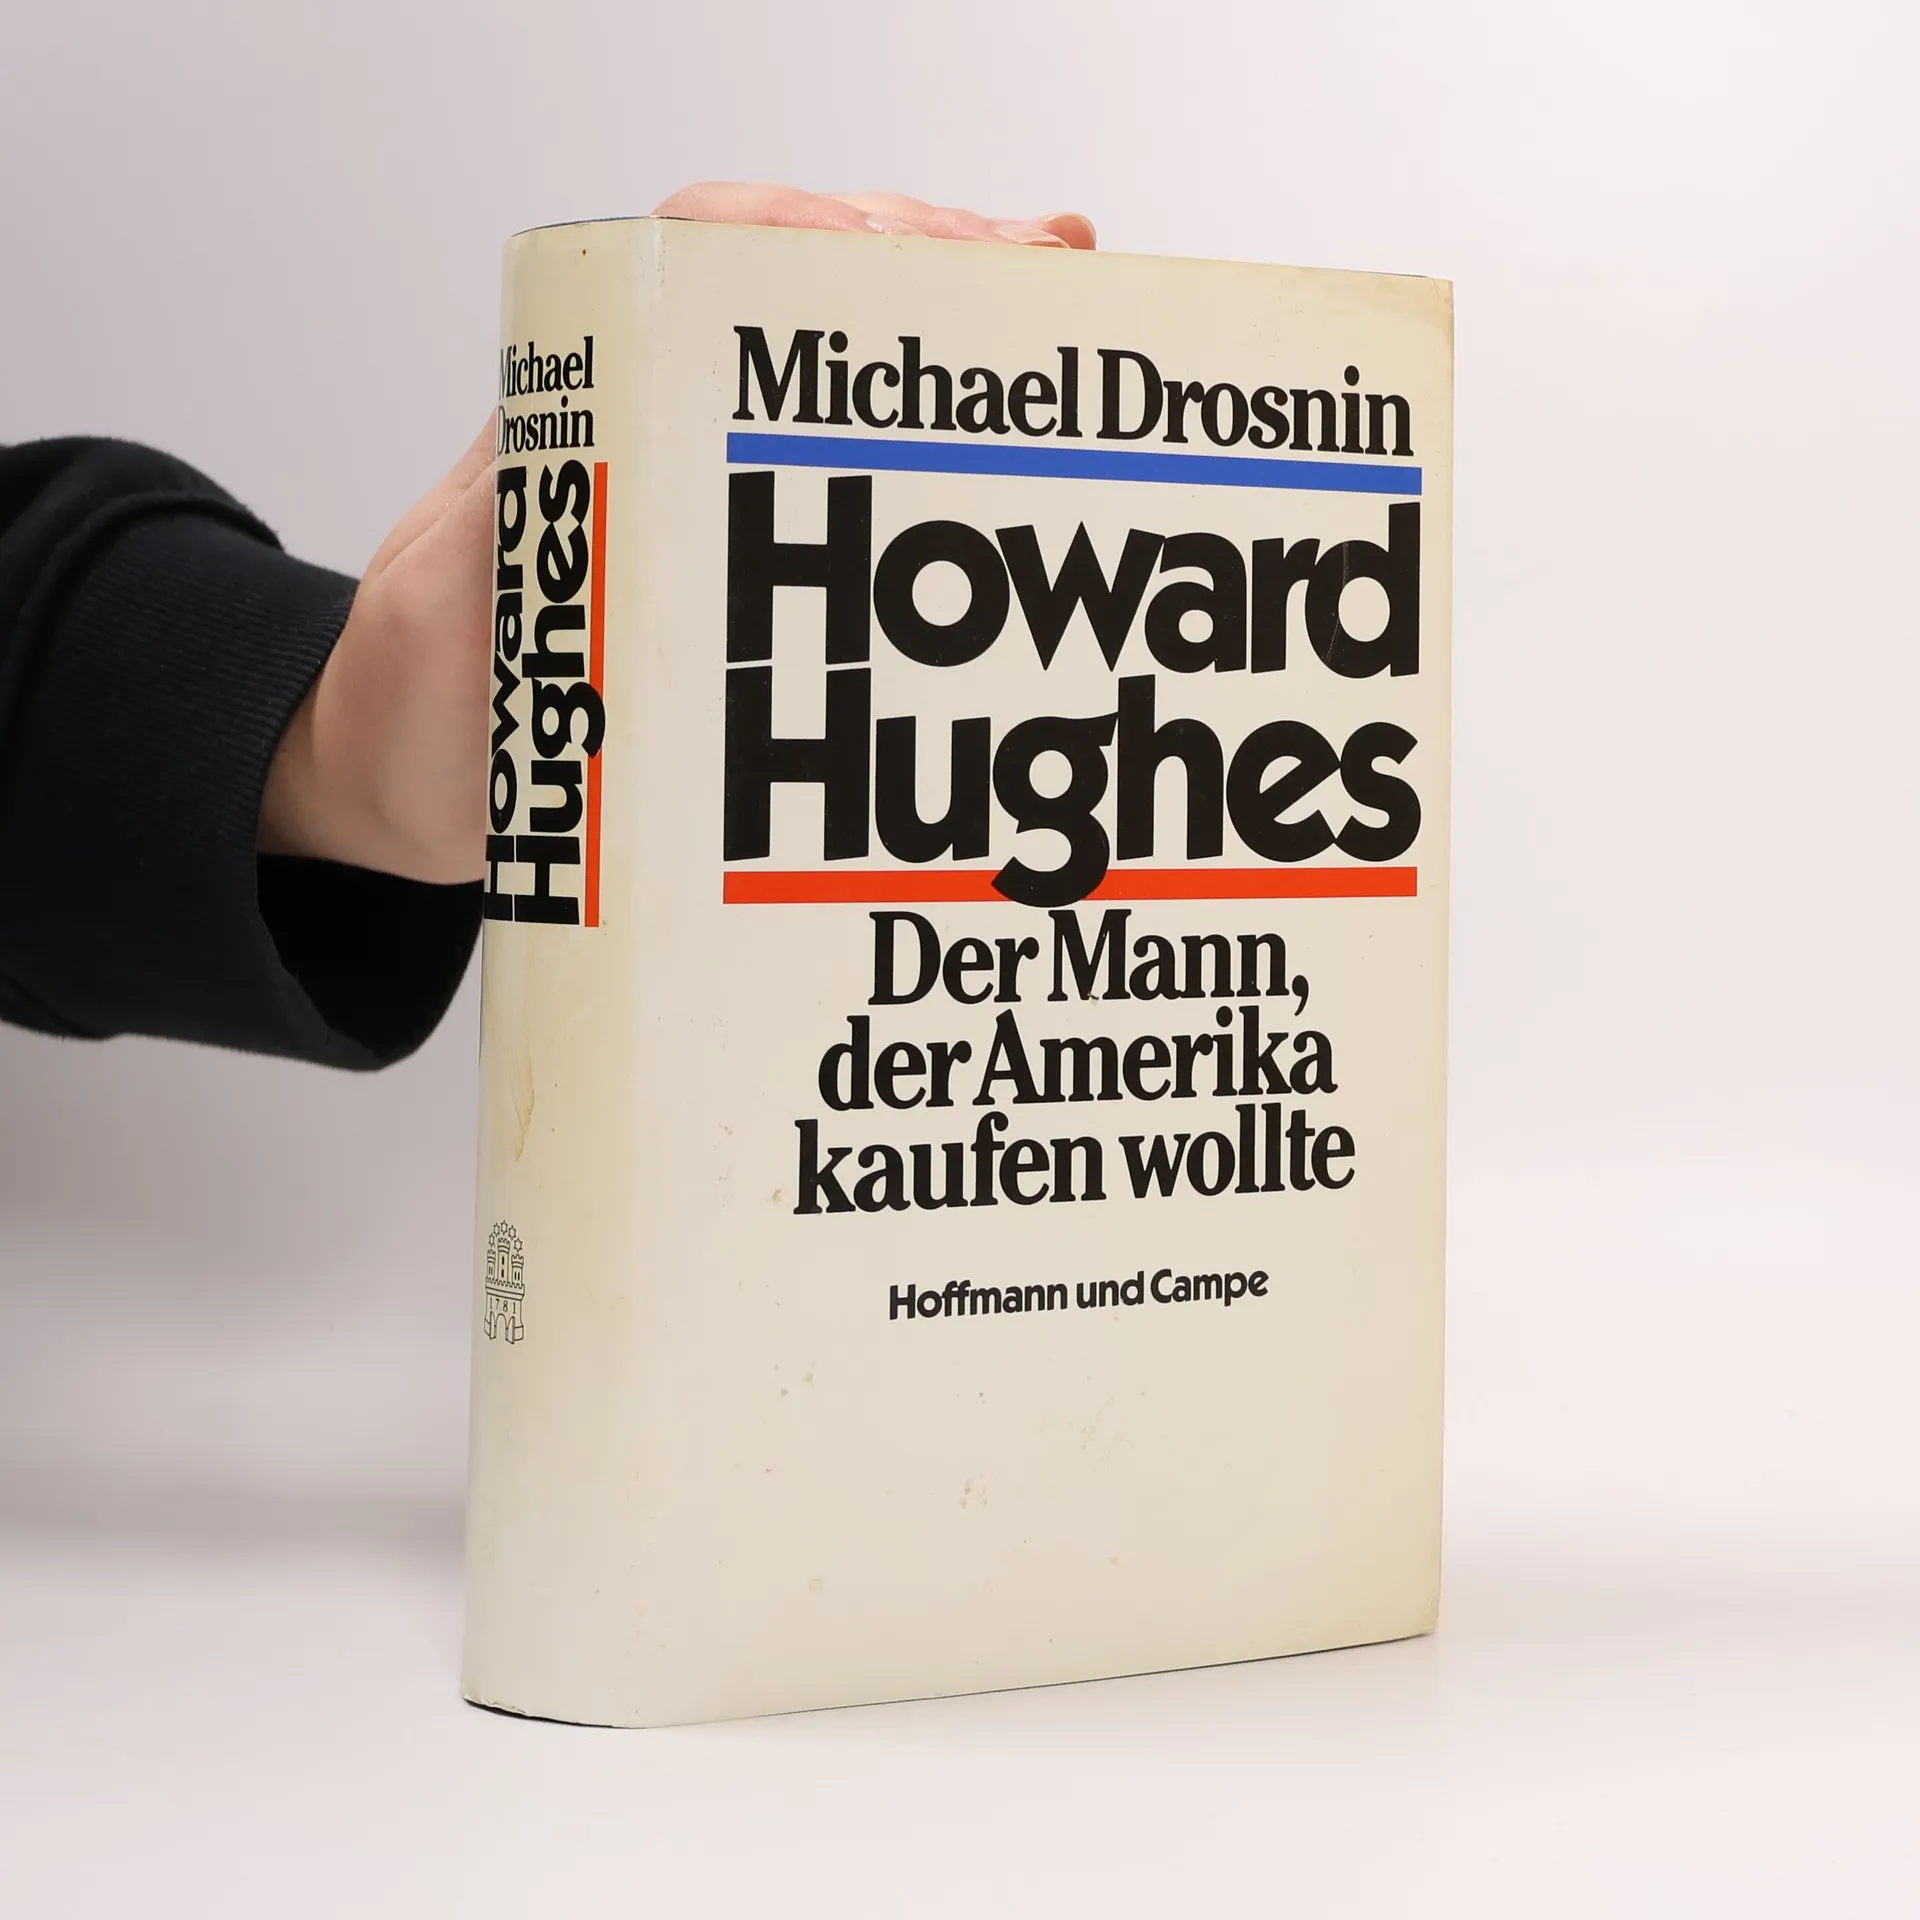 Michael
Drosnin
Howard
Hughes
1781
Michael Drosnin
Howard
Hughes
Der Mann,
der Amerika
kaufen wollte
Hoffmann und Campe